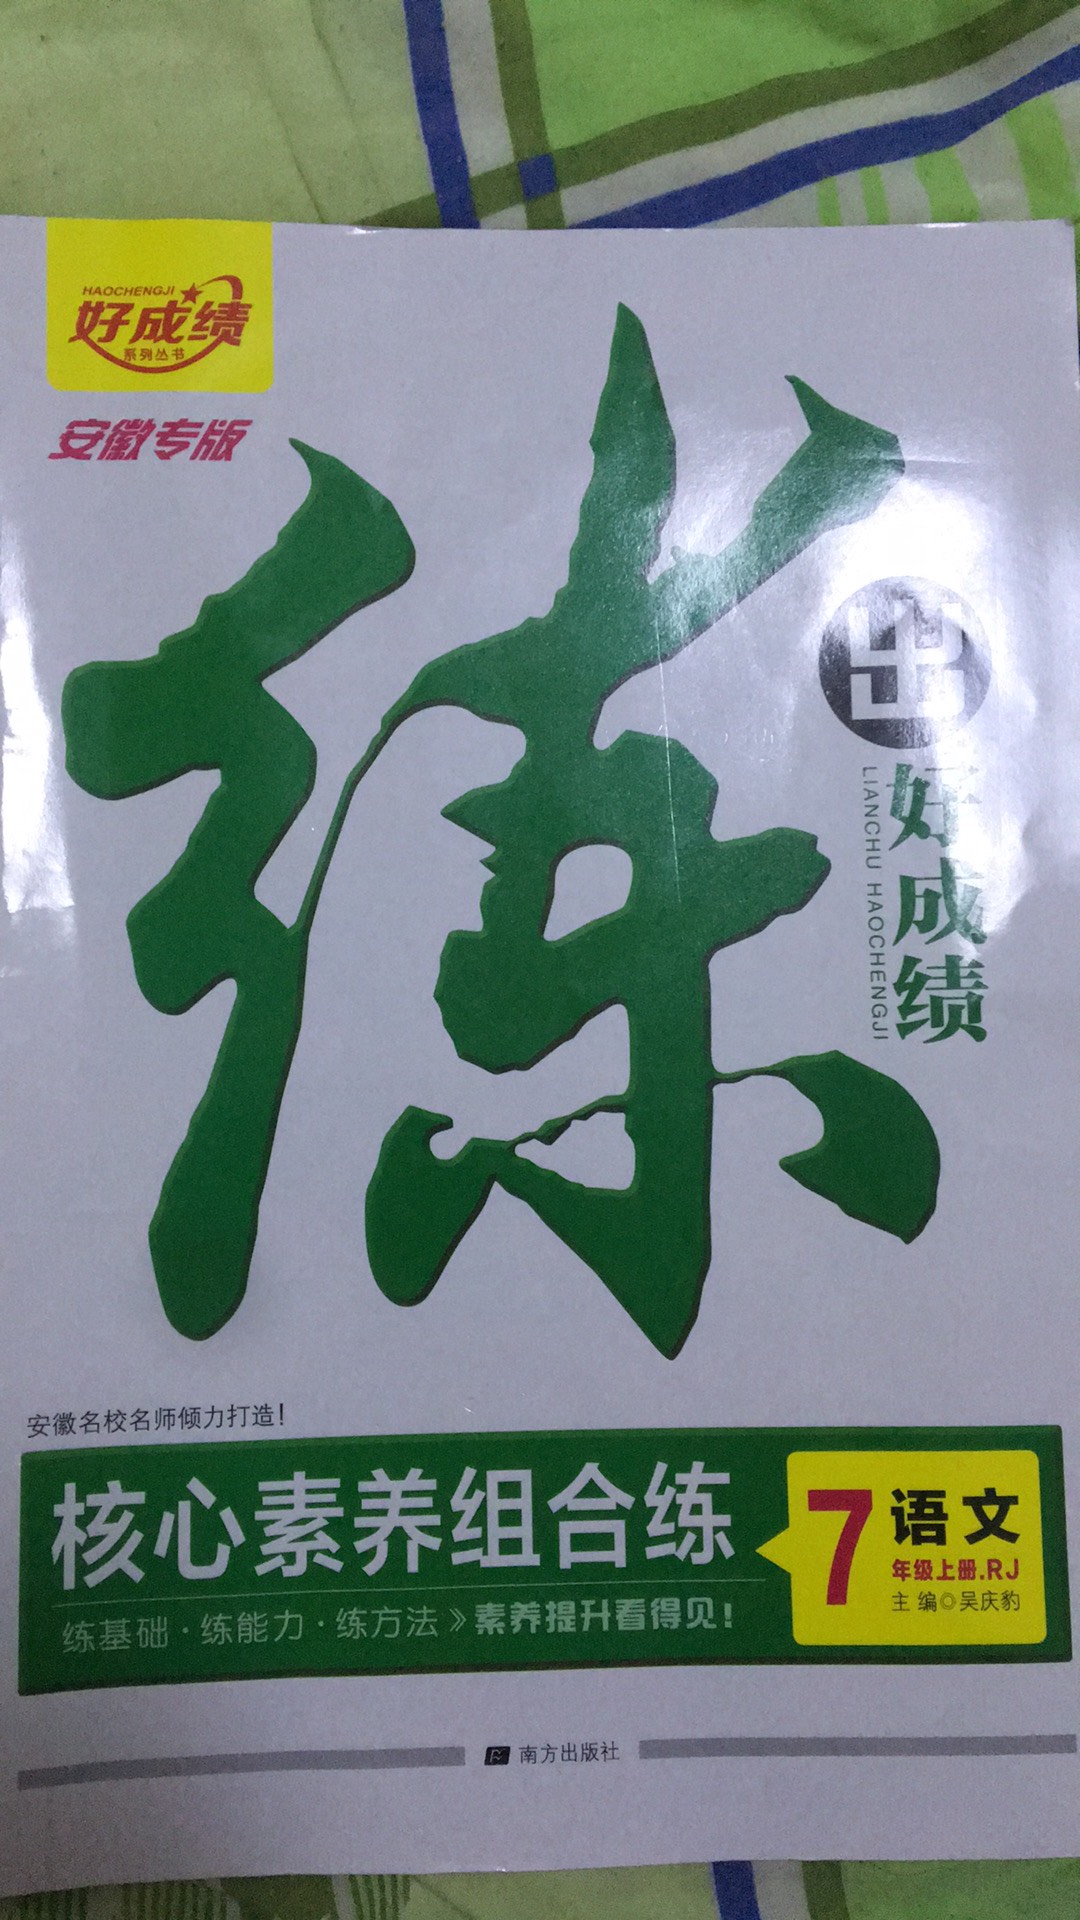 HAOCHENGJI
好成绩
系列丛书
安徽专版
练
出
好成绩
LIANCHU HAOCHENGJI
安徽名校名师倾力打造！
核心素养组合练
练基础·练能力·练方法》素养提升看得见！
7
语文
年级上册.RJ
主编◎吴庆豹
南方出版社